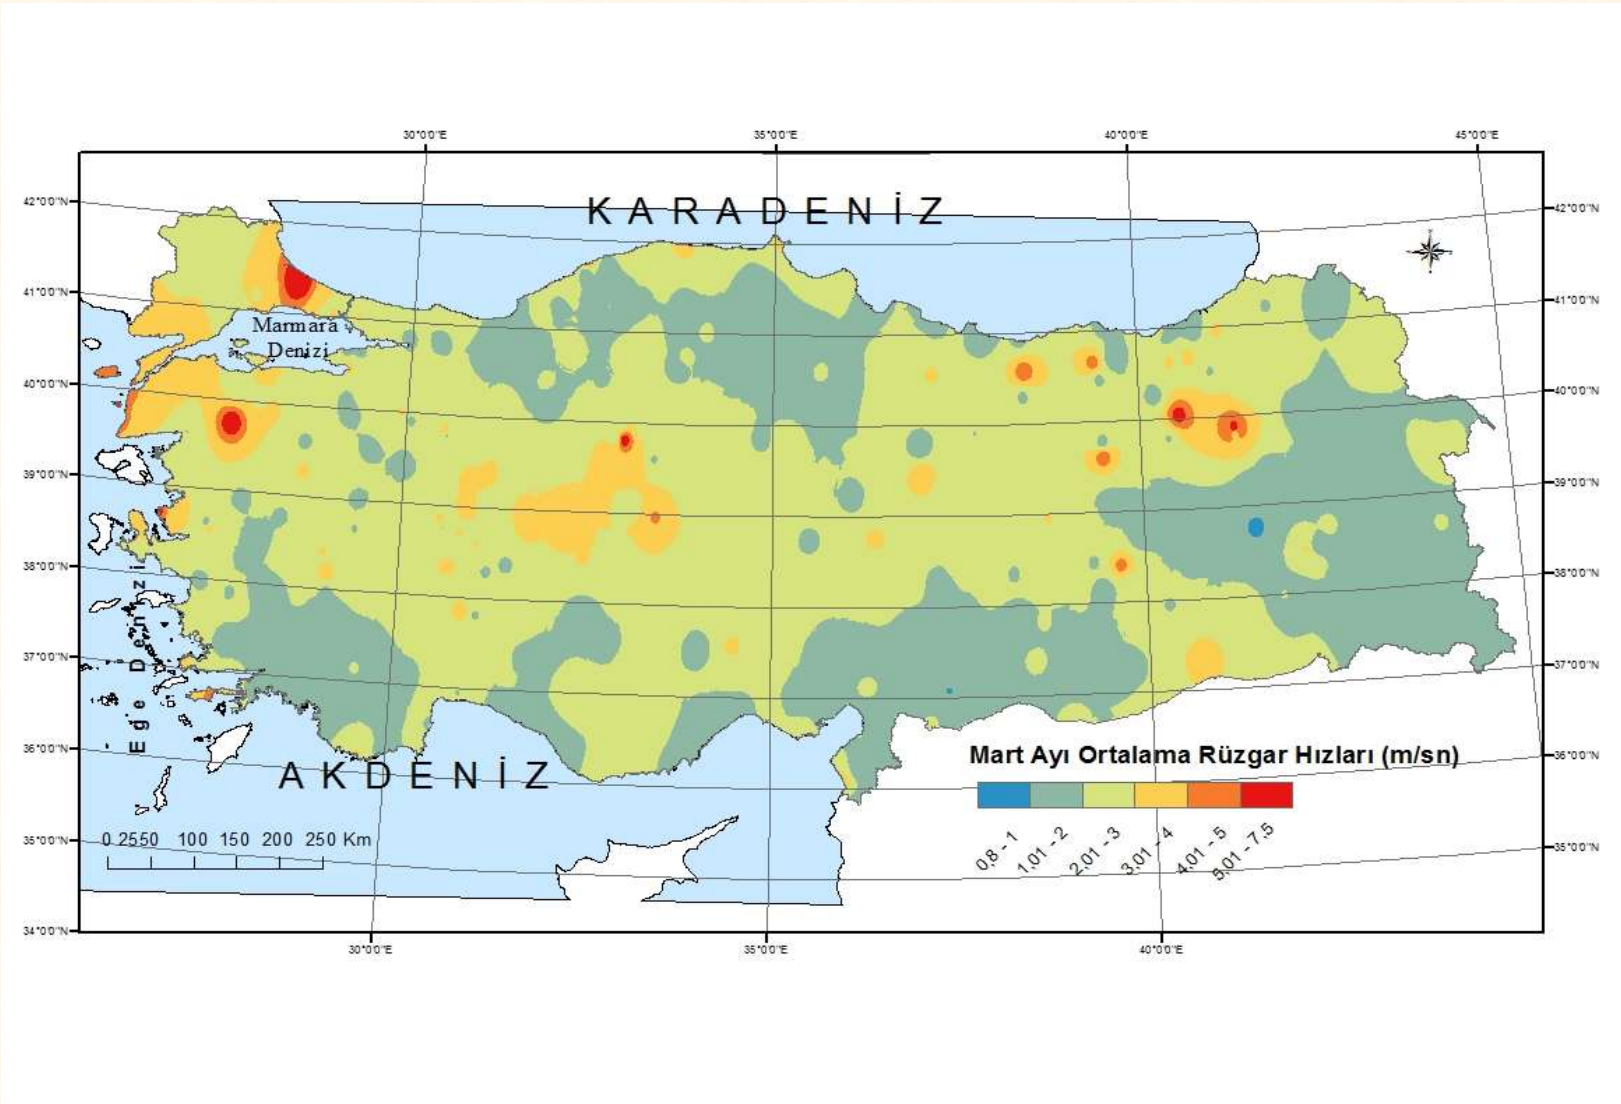 30°0'0"E 35°0'0"E 40°0'0"E 45°0'0"E
42°0'0"N KARADENİZ 42°0'0"N
41°0'0"N 41°0'0"N
Marmara
Denizi
40°0'0"N 40°0'0"N
39°0'0"N 39°0'0"N
38°0'0"N 38°0'0"N
Ege Denizi
37°0'0"N 37°0'0"N
36°0'0"N 36°0'0"N
AKDENİZ
Mart Ayı Ortalama Rüzgar Hızları (m/sn)
0,8 - 1 1,01 - 2 2,01 - 3 3,01 - 4 4,01 - 5 5,01 - 7,5
0 2550 100 150 200 250 Km
35°0'0"N 35°0'0"N
34°0'0"N
30°0'0"E 35°0'0"E 40°0'0"E